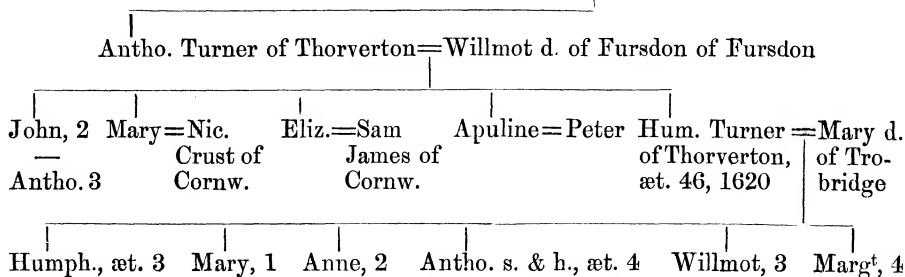 Antho. Turner of Thorverton=Willmot d. of Fursdon of Fursdon
John, 2 Mary=Nic. Eliz.=Sam Apuline=Peter Hum. Turner=Mary d.
— Crust of James of of Thorverton, of Tro-
Antho. 3 Cornw. Cornw. æt. 46, 1620 bridge
Humph., æt. 3 Mary, 1 Anne, 2 Antho. s. & h., æt. 4 Willmot, 3 Margt, 4